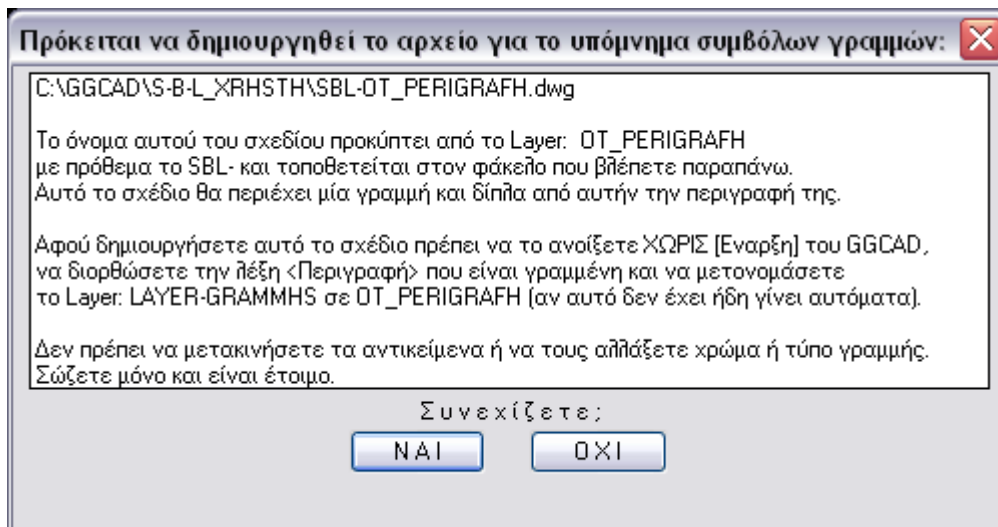 Πρόκειται να δημιουργηθεί το αρχείο για το υπόμνημα συμβόλων γραμμών:
C:\GGCAD\S-B-L_XRHSTH\SBL-OT_PERIGRAFH.dwg
Το όνομα αυτού του σχεδίου προκύπτει από το Layer: OT_PERIGRAFH
με πρόθεμα το SBL- και τοποθετείται στον φάκελο που βλέπετε παραπάνω.
Αυτό το σχέδιο θα περιέχει μία γραμμή και δίπλα από αυτήν την περιγραφή της.
Αφού δημιουργήσετε αυτό το σχέδιο πρέπει να το ανοίξετε ΧΩΡΙΣ [Εναρξη] του GGCAD,
να διορθώσετε την λέξη <Περιγραφή> που είναι γραμμένη και να μετονομάσετε
το Layer: LAYER-GRAMMHS σε OT_PERIGRAFH (αν αυτό δεν έχει ήδη γίνει αυτόματα).
Δεν πρέπει να μετακινήσετε τα αντικείμενα ή να τους αλλάξετε χρώμα ή τύπο γραμμής.
Σώζετε μόνο και είναι έτοιμο.
Συνεχίζετε;
ΝΑΙ ΟΧΙ